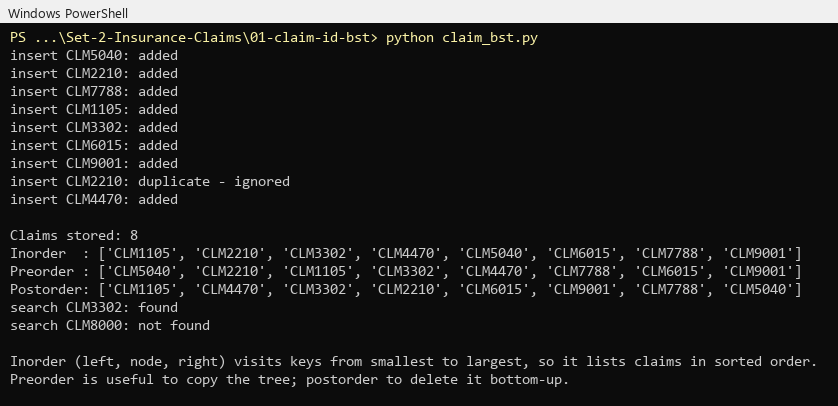 Windows PowerShell
PS ...\Set-2-Insurance-Claims\01-claim-id-bst> python claim_bst.py
insert CLM5040: added
insert CLM2210: added
insert CLM7788: added
insert CLM1105: added
insert CLM3302: added
insert CLM6015: added
insert CLM9001: added
insert CLM2210: duplicate - ignored
insert CLM4470: added

Claims stored: 8
Inorder  : ['CLM1105', 'CLM2210', 'CLM3302', 'CLM4470', 'CLM5040', 'CLM6015', 'CLM7788', 'CLM9001']
Preorder : ['CLM5040', 'CLM2210', 'CLM1105', 'CLM3302', 'CLM4470', 'CLM7788', 'CLM6015', 'CLM9001']
Postorder: ['CLM1105', 'CLM4470', 'CLM3302', 'CLM2210', 'CLM6015', 'CLM9001', 'CLM7788', 'CLM5040']
search CLM3302: found
search CLM8000: not found

Inorder (left, node, right) visits keys from smallest to largest, so it lists claims in sorted order.
Preorder is useful to copy the tree; postorder to delete it bottom-up.